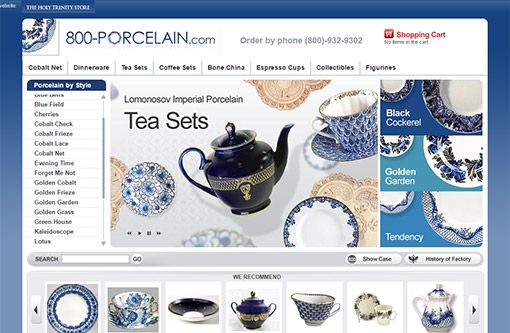 website:
THE HOLY TRINITY STORE
800-PORCELAIN.com
Order by phone (800)-932-9302
Shopping Cart
No items in the cart.
Cobalt Net Dinnerware Tea Sets Coffee Sets Bone China Espresso Cups Collectibles Figurines
Porcelain by Style
Blue Field
Cherries
Cobalt Check
Cobalt Frieze
Cobalt Lace
Cobalt Net
Evening Time
Forget Me Not
Golden Cobalt
Golden Frieze
Golden Garden
Golden Grass
Green House
Kaleidoscope
Lotus
Lomonosov Imperial Porcelain
Tea Sets
Black
Cockerel
Golden
Garden
Tendency
SEARCH GO Show Case History of Factory
WE RECOMMEND